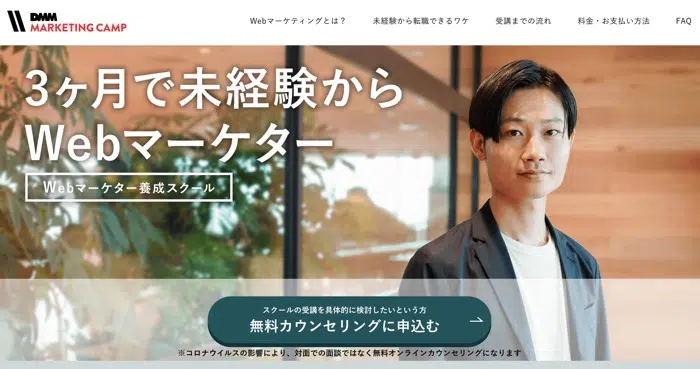 DMM
MARKETING CAMP
Webマーケティングとは？
未経験から転職できるワケ
受講までの流れ
料金・お支払い方法
FAQ
3ヶ月で未経験から
Webマーケター
Webマーケター養成スクール
スクールの受講を具体的に検討したいという方
無料カウンセリングに申込む
※コロナウイルスの影響により、対面での面談ではなく無料オンラインカウンセリングになります